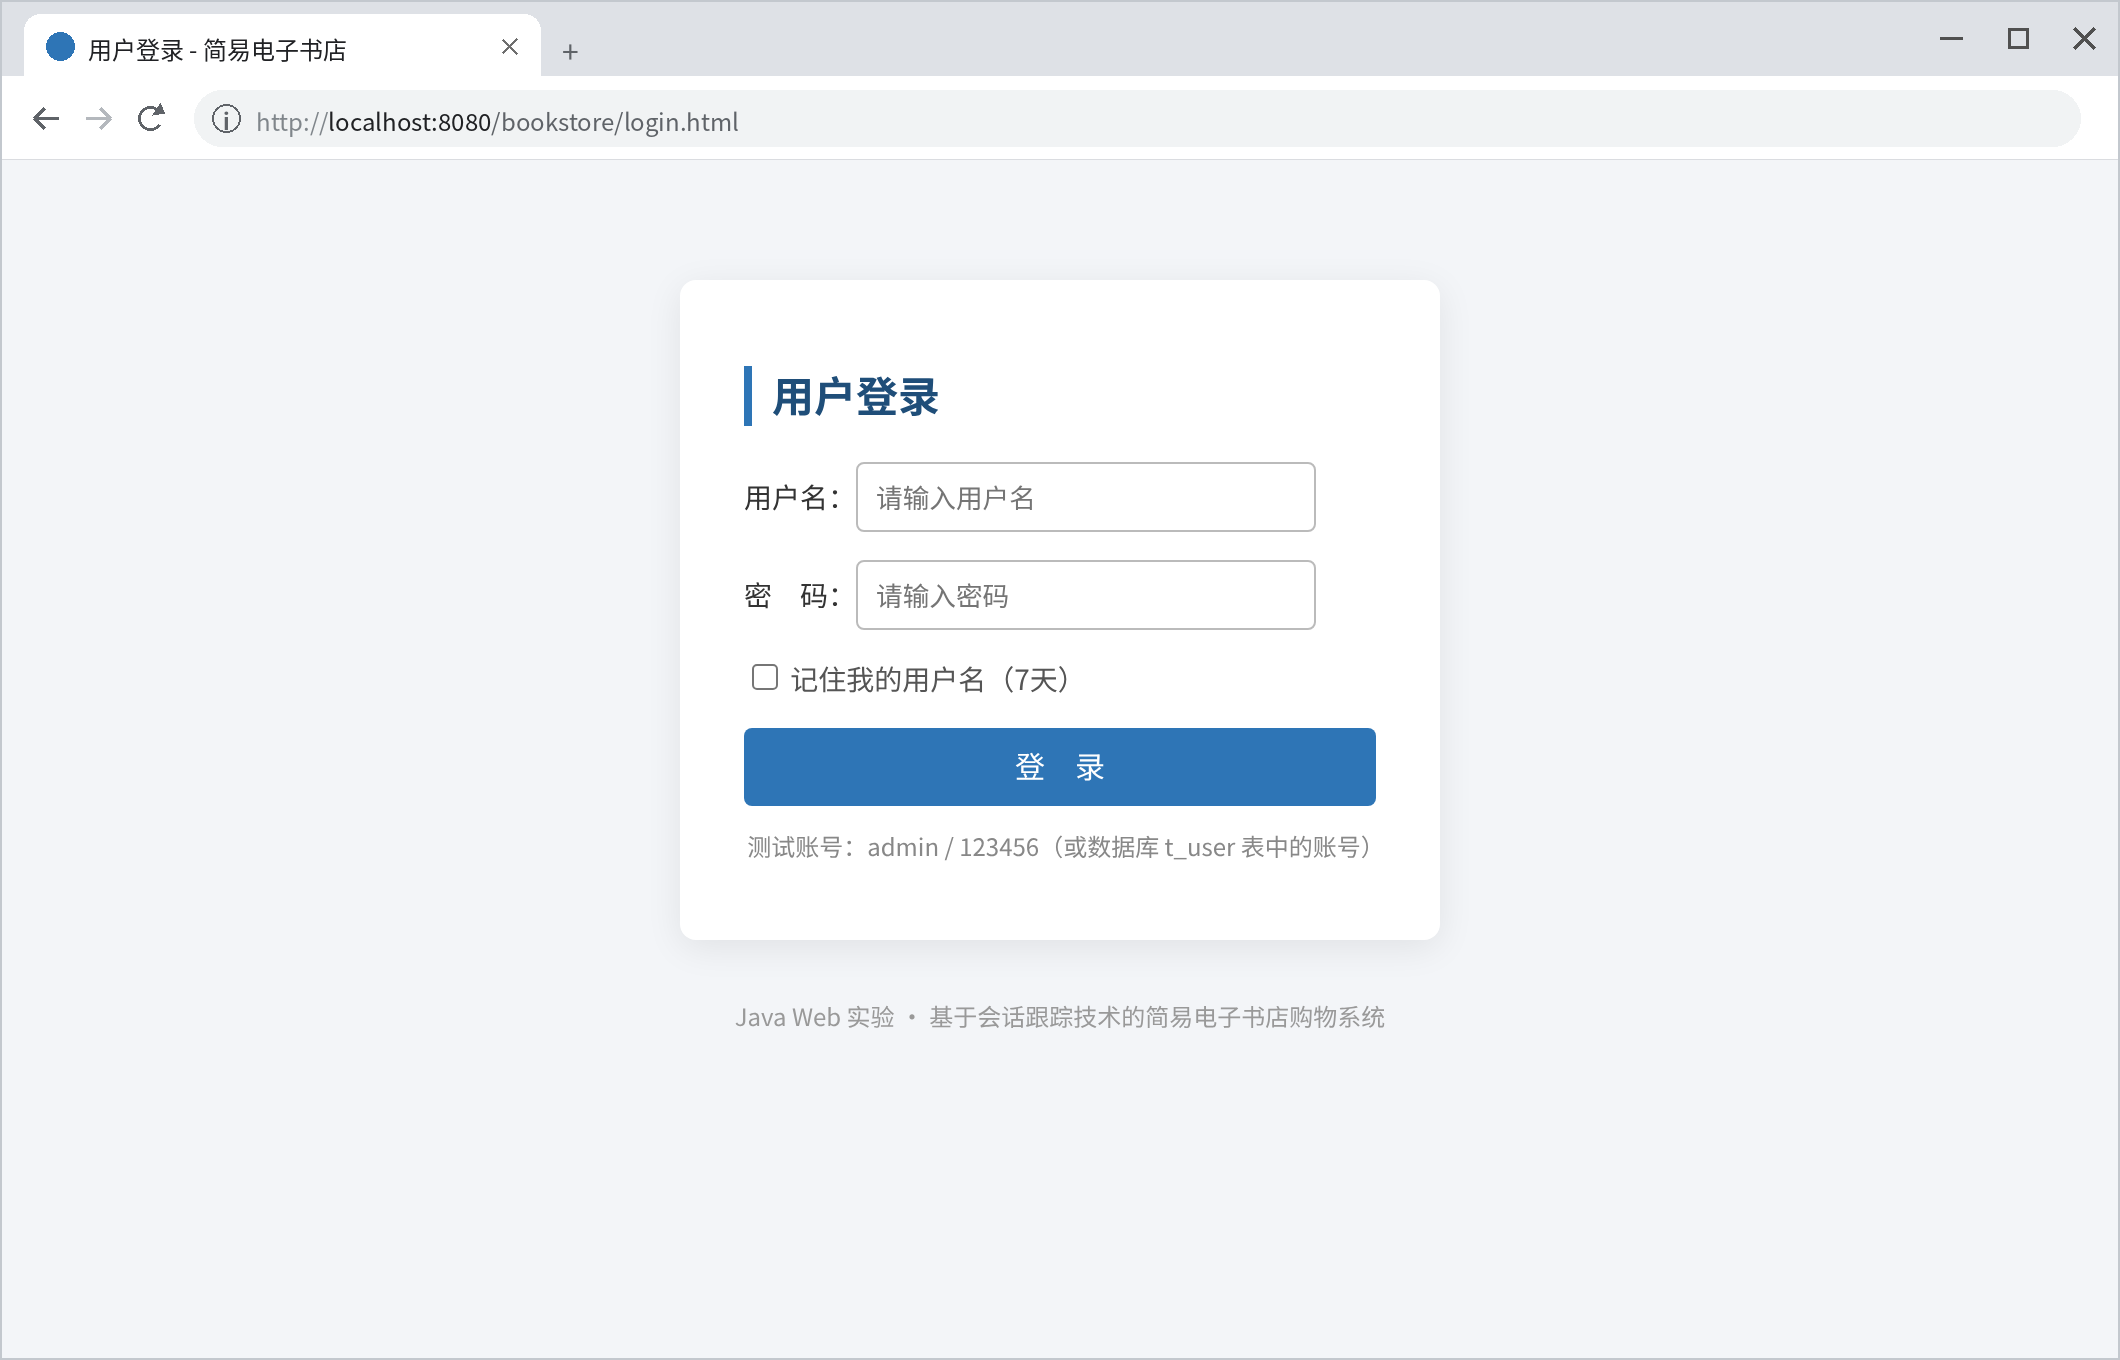 用户登录 - 简易电子书店
http://localhost:8080/bookstore/login.html
用户登录
用户名： 请输入用户名
密　码： 请输入密码
记住我的用户名（7天）
登　录
测试账号：admin / 123456（或数据库 t_user 表中的账号）
Java Web 实验 · 基于会话跟踪技术的简易电子书店购物系统